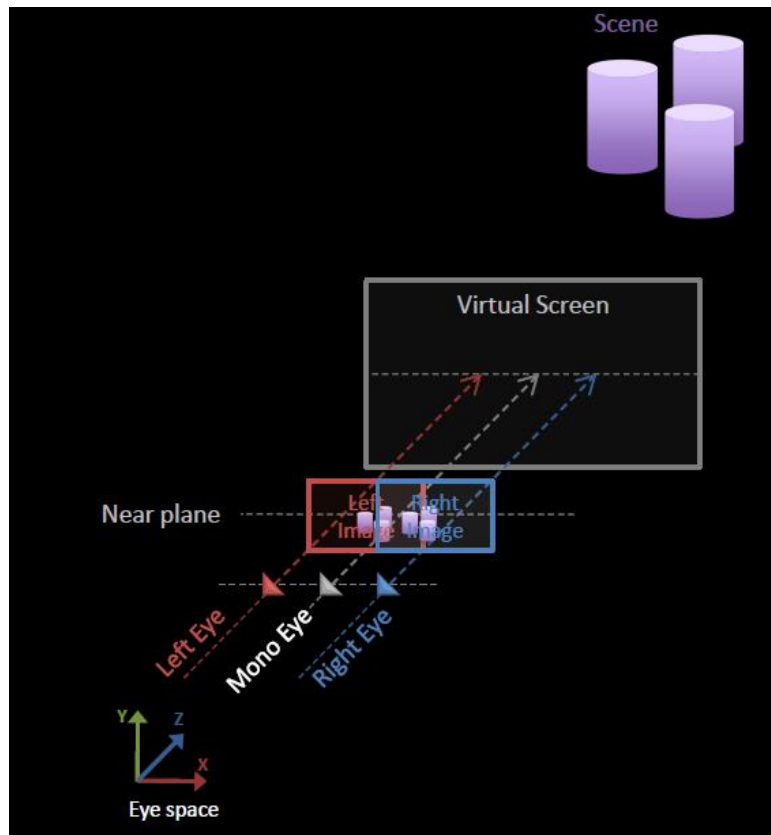 Scene
Virtual Screen
Near plane
Left
Image
Right
Image
Left Eye
Mono Eye
Right Eye
Y
Z
X
Eye space